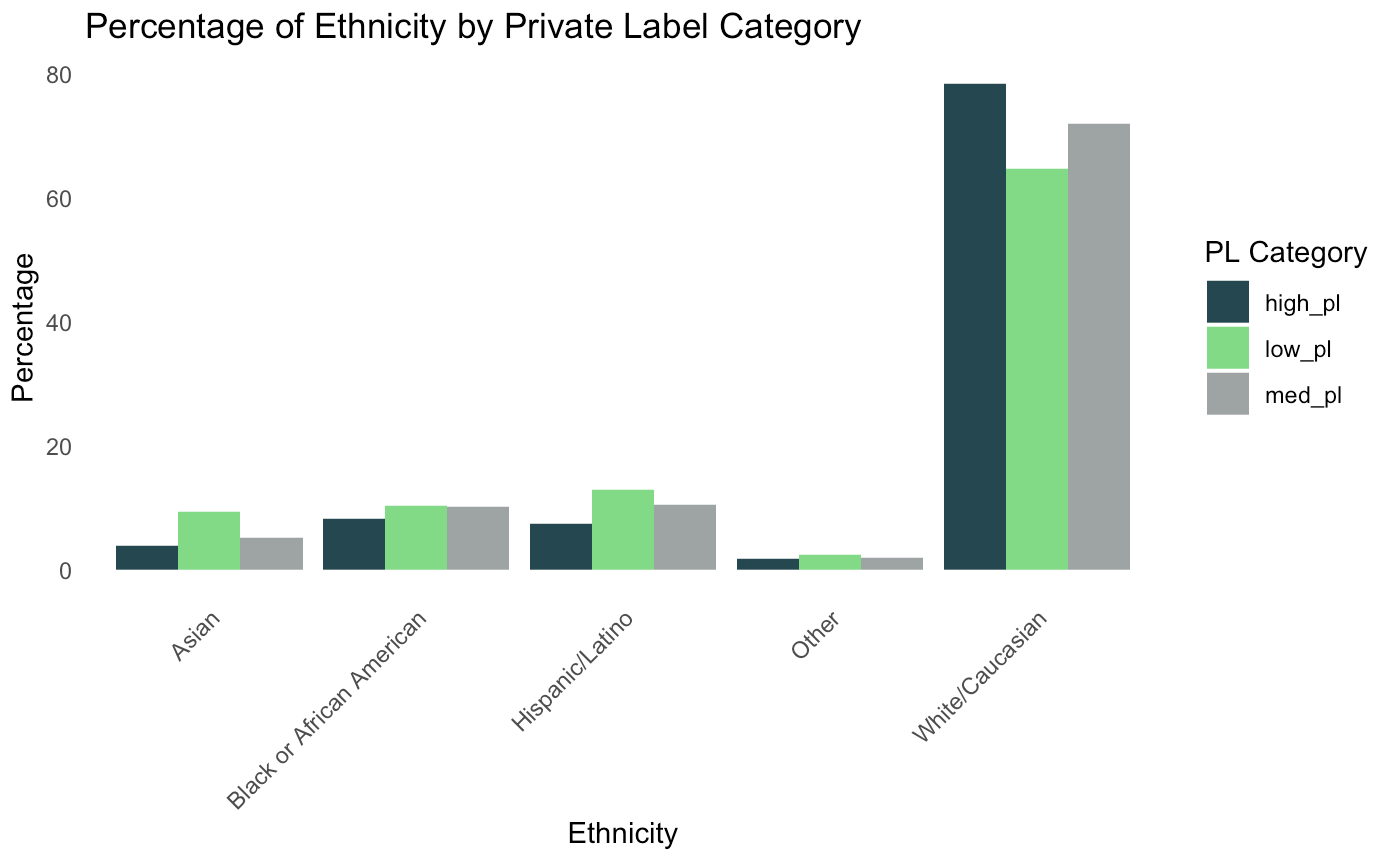 Percentage of Ethnicity by Private Label Category
80
60
40
20
0
Percentage
Asian
Black or African American
Hispanic/Latino
Other
White/Caucasian
Ethnicity
PL Category
high_pl
low_pl
med_pl